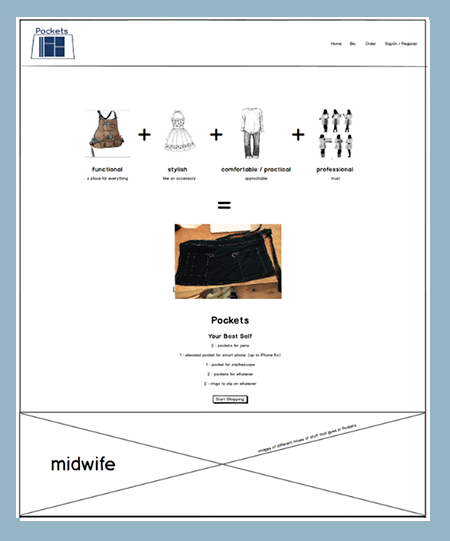 Pockets
Home Bio Order SignIn / Register
functional
a place for everything
stylish
like an accessory
comfortable / practical
approchable
professional
trust
Pockets
Your Best Self
2 - pockets for pens
1 - elevated pocket for smart phone (up to iPhone 6+)
1 - pocket for stethoscope
2 - pockets for whatever
2 - rings to clip on whatever
Start Shopping
midwife
images of different mixes of stuff that goes in Pockets